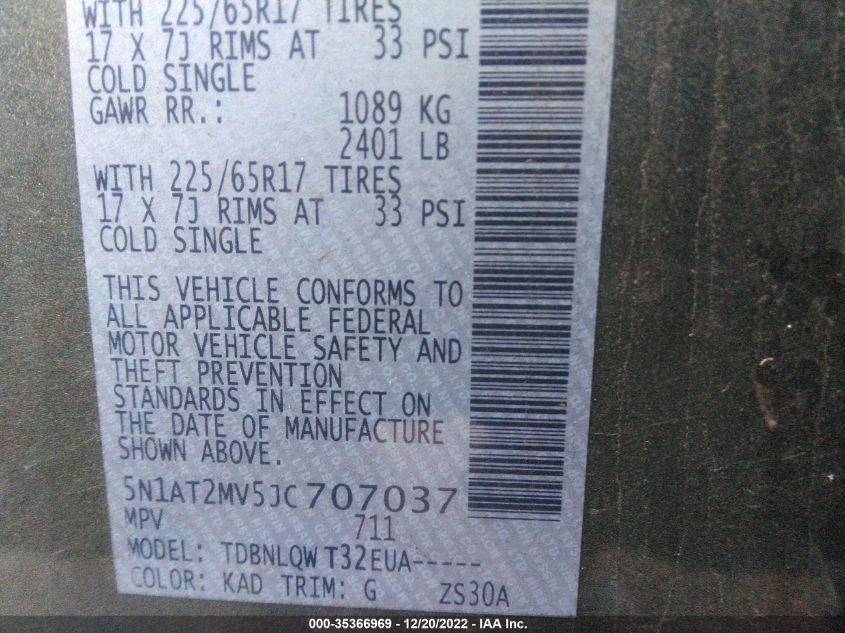 WITH 225/65R17 TIRES
17 X 7J RIMS AT 33 PSI
COLD SINGLE
GAWR RR.: 1089 KG
2401 LB
WITH 225/65R17 TIRES
17 X 7J RIMS AT 33 PSI
COLD SINGLE
THIS VEHICLE CONFORMS TO
ALL APPLICABLE FEDERAL
MOTOR VEHICLE SAFETY AND
THEFT PREVENTION
STANDARDS IN EFFECT ON
THE DATE OF MANUFACTURE
SHOWN ABOVE.
5N1AT2MV5JC707037
MPV 711
MODEL: TDBNLQW T32EUA-----
COLOR: KAD TRIM: G ZS30A
000-35366969 - 12/20/2022 - IAA Inc.